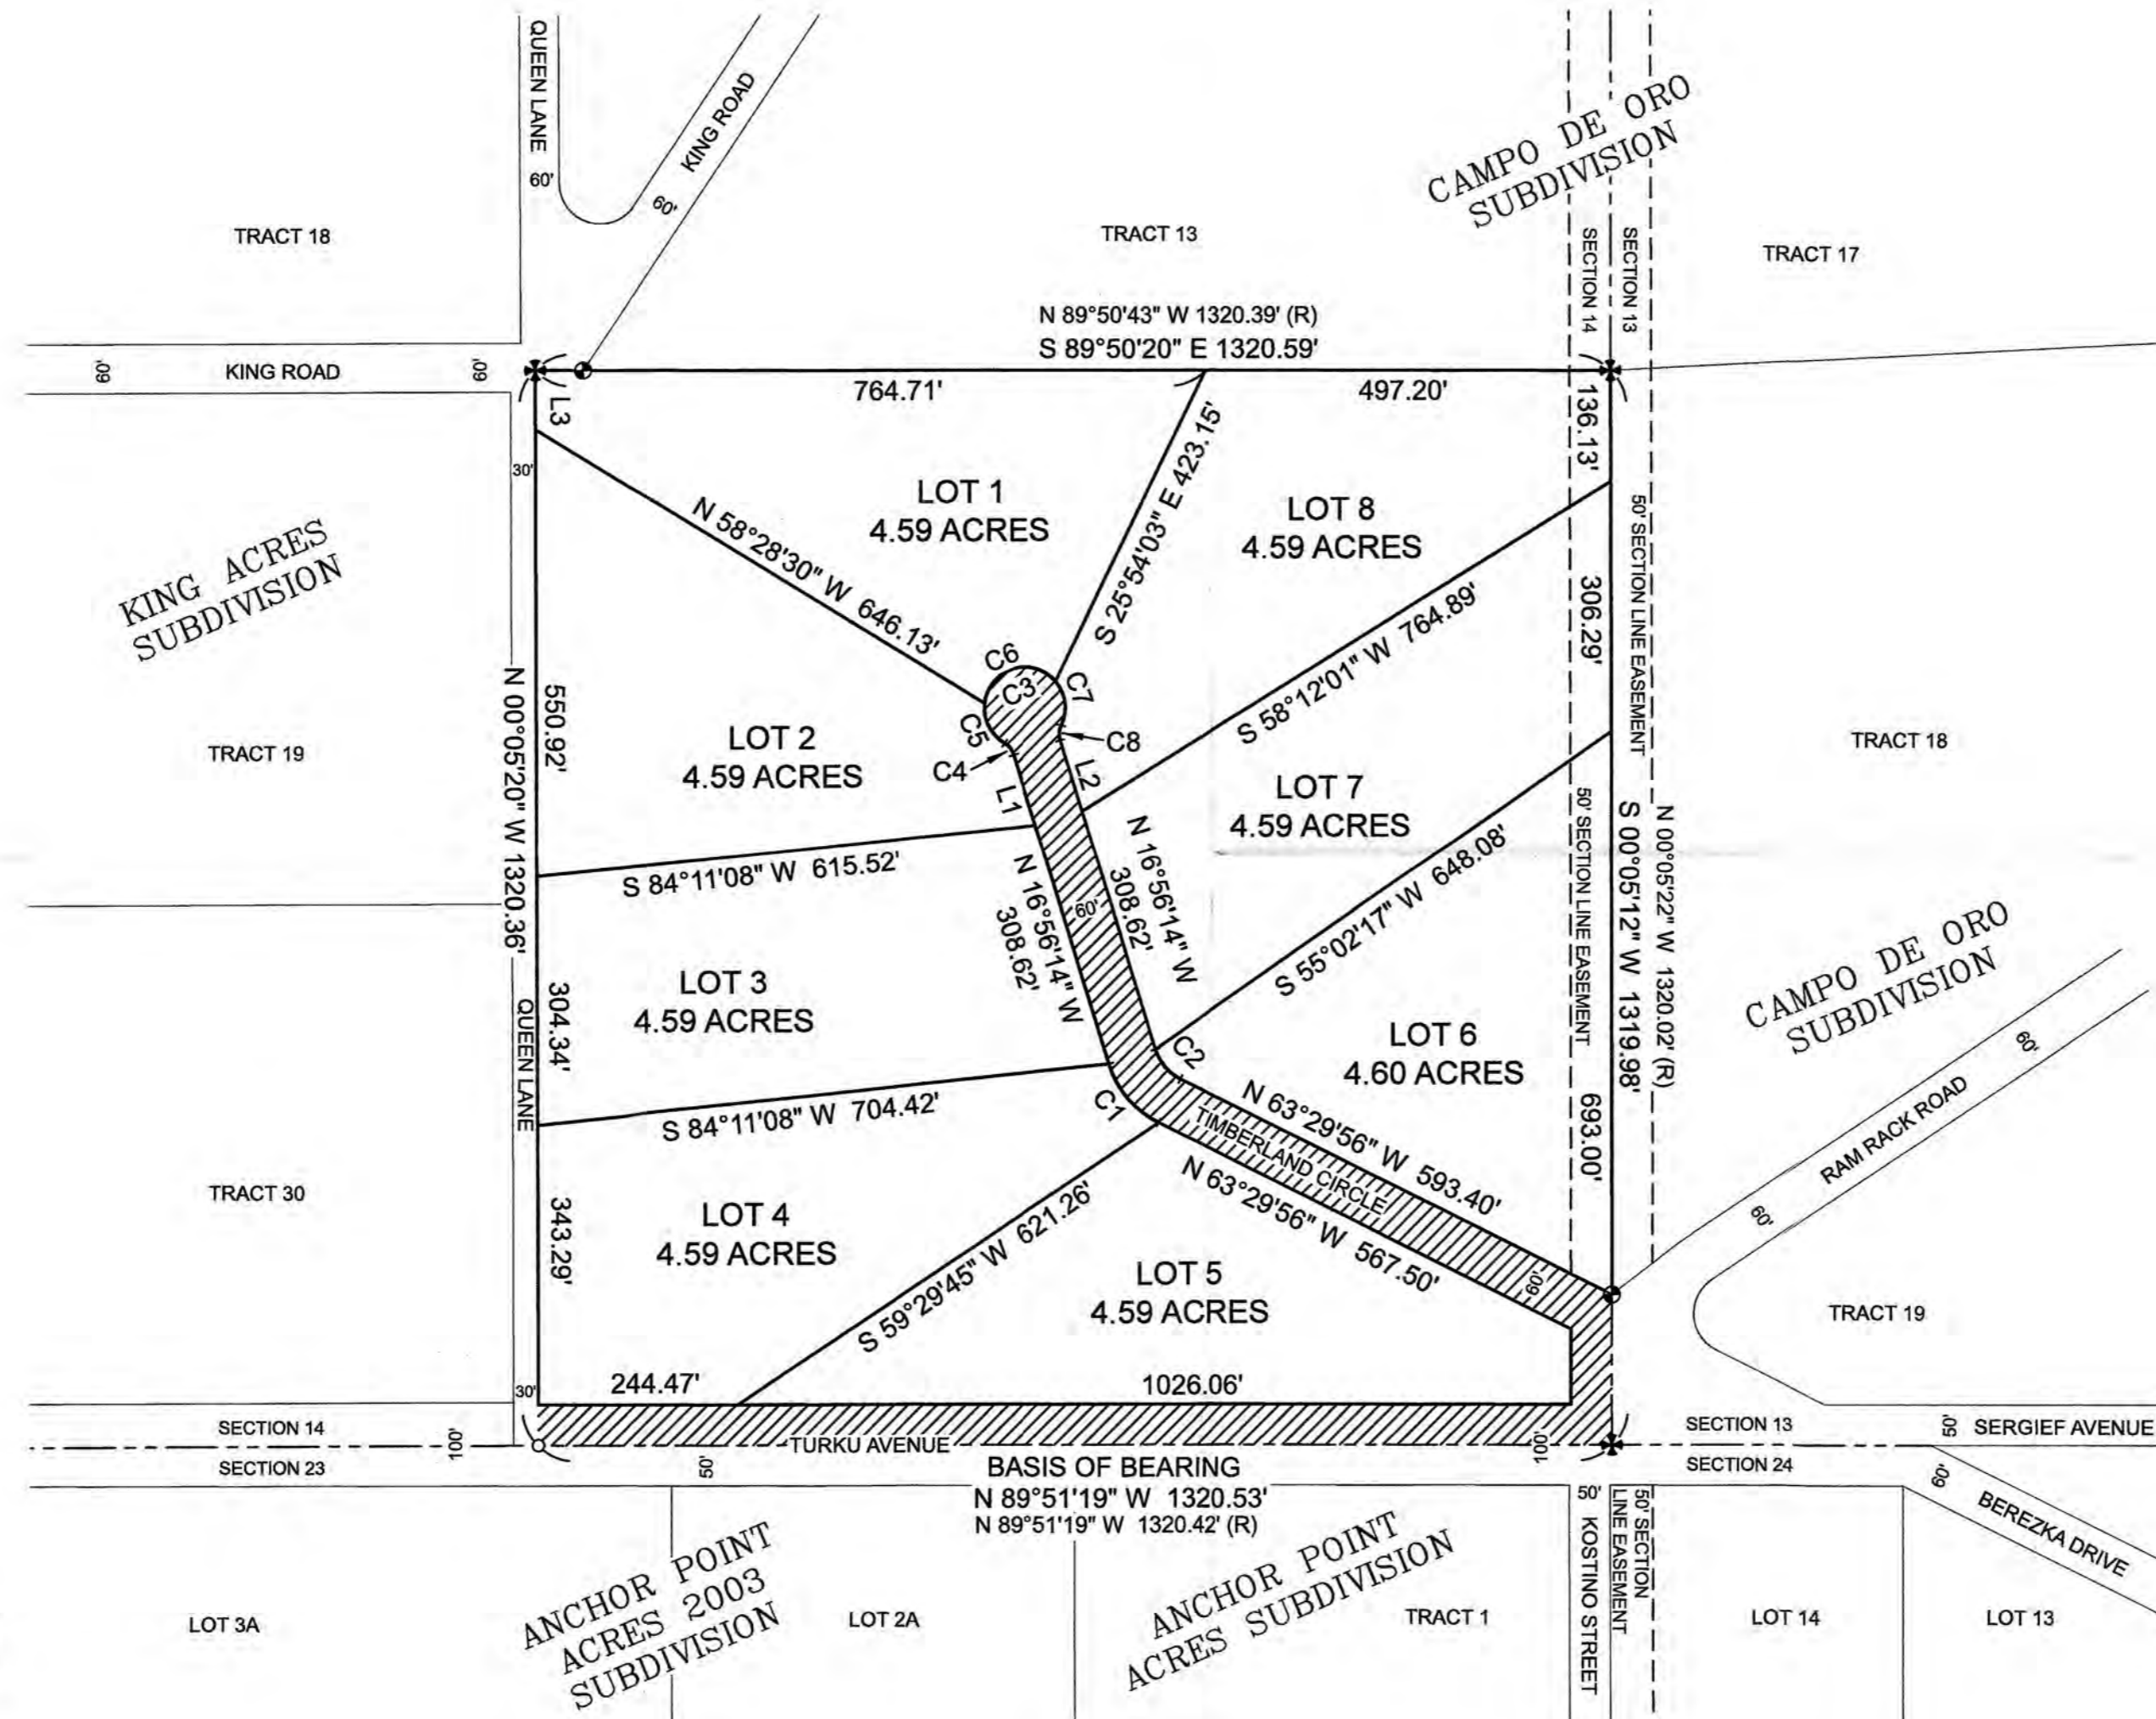 QUEEN LANE
60'
KING ROAD
60'
CAMPO DE ORO
SUBDIVISION
TRACT 18
TRACT 13
SECTION 14
SECTION 13
TRACT 17
N 89°50'43" W 1320.39' (R)
S 89°50'20" E 1320.59'
60'
KING ROAD
60'
L3
764.71'
497.20'
136.13'
30'
LOT 1
4.59 ACRES
S 25°54'03" E 423.15'
LOT 8
4.59 ACRES
N 58°28'30" W 646.13'
50' SECTION LINE EASEMENT
KING ACRES
SUBDIVISION
306.29'
S 58°12'01" W 764.89'
C6
C3
C7
C5
C8
C4
L1
L2
N 00°05'20" W 1320.36'
550.92'
LOT 2
4.59 ACRES
TRACT 19
TRACT 18
LOT 7
4.59 ACRES
50' SECTION LINE EASEMENT
N 00°05'22" W 1320.02' (R)
S 00°05'12" W 1319.98'
S 84°11'08" W 615.52'
N 16°56'14" W
308.62'
N 16°56'14" W
308.62'
60'
S 55°02'17" W 648.08'
CAMPO DE ORO
SUBDIVISION
LOT 3
4.59 ACRES
304.34'
QUEEN LANE
LOT 6
4.60 ACRES
60'
RAM RACK ROAD
60'
C2
C1
S 84°11'08" W 704.42'
N 63°29'56" W 593.40'
TIMBERLAND CIRCLE
N 63°29'56" W 567.50'
60'
693.00'
TRACT 30
LOT 4
4.59 ACRES
343.29'
S 59°29'45" W 621.26'
LOT 5
4.59 ACRES
TRACT 19
30'
244.47'
1026.06'
SECTION 14
100'
TURKU AVENUE
100'
SECTION 13
50'
SERGIEF AVENUE
SECTION 23
50'
BASIS OF BEARING
N 89°51'19" W 1320.53'
N 89°51'19" W 1320.42' (R)
SECTION 24
60'
BEREZKA DRIVE
50'
KOSTINO STREET
50' SECTION
LINE EASEMENT
ANCHOR POINT
ACRES 2003
SUBDIVISION
ANCHOR POINT
ACRES SUBDIVISION
LOT 3A
LOT 2A
TRACT 1
LOT 14
LOT 13